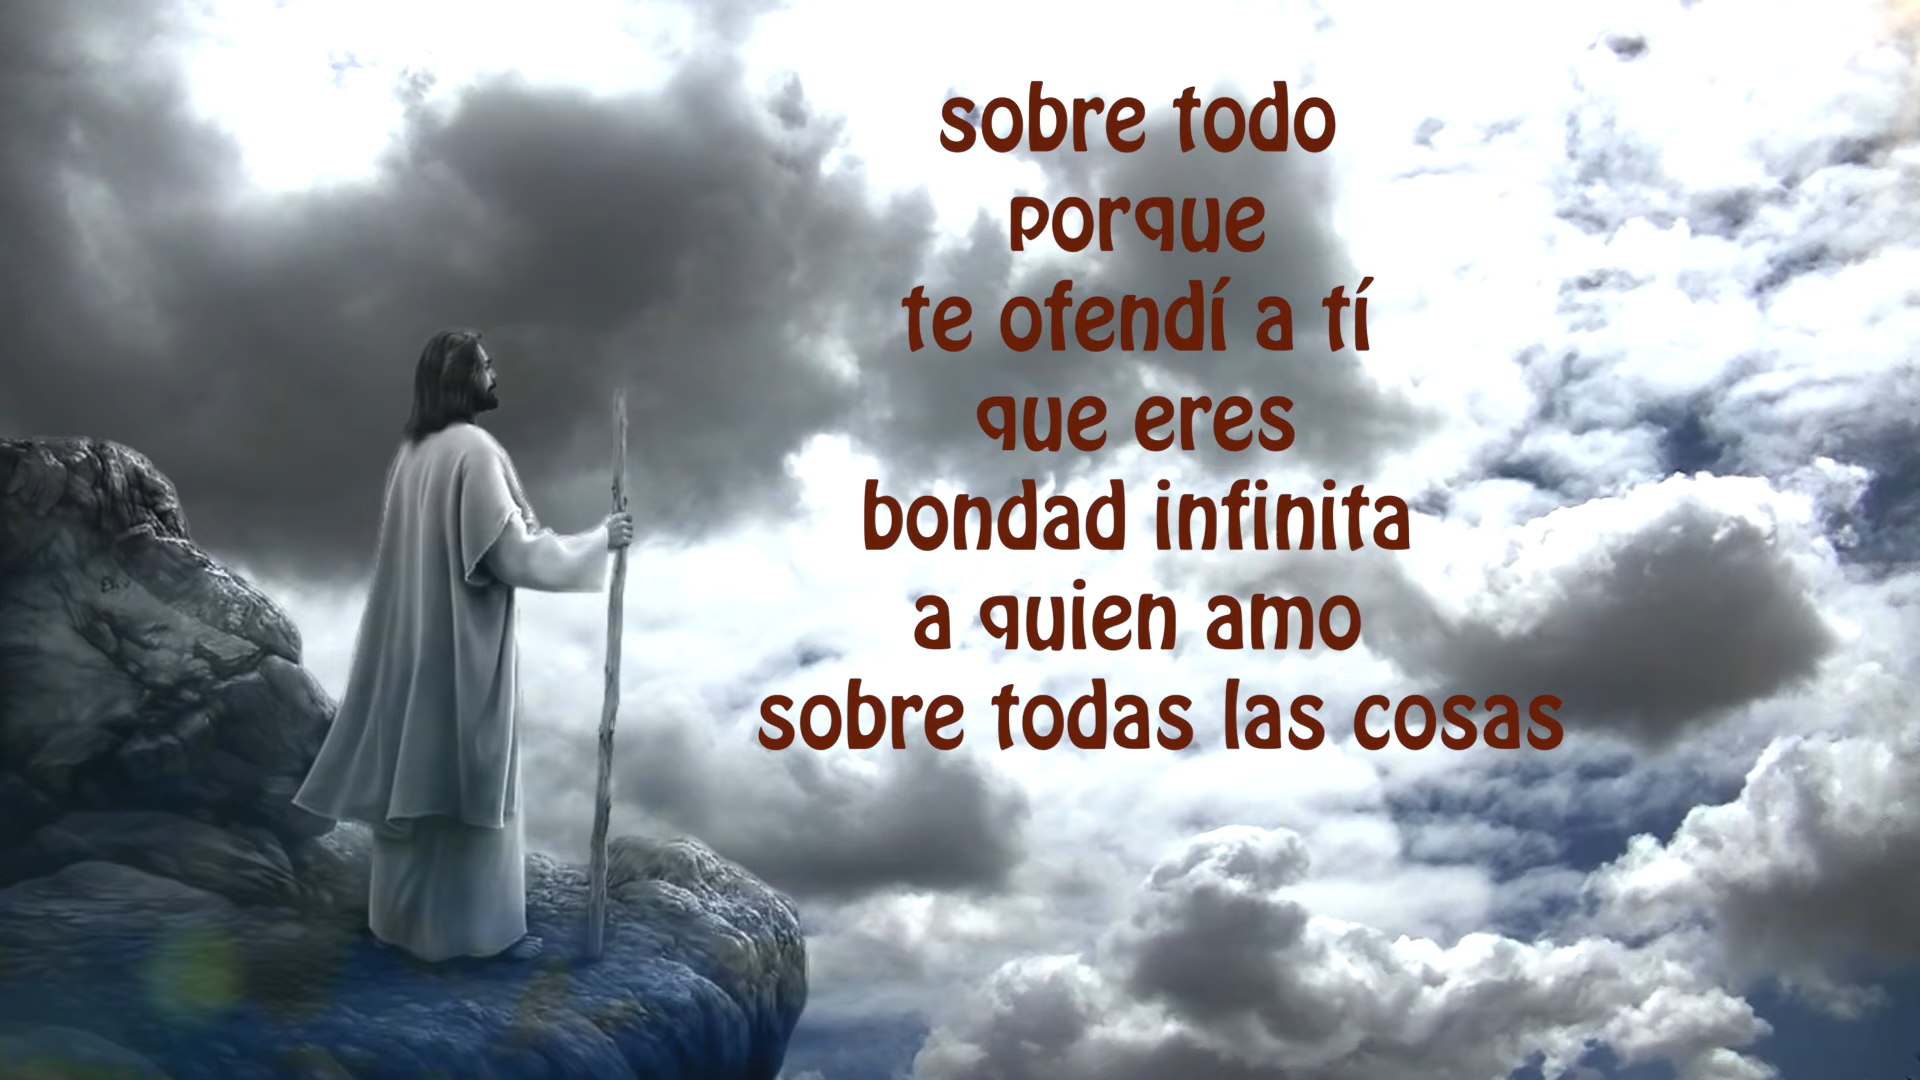 sobre todo
porque
te ofendí a tí
que eres
bondad infinita
a quien amo
sobre todas las cosas